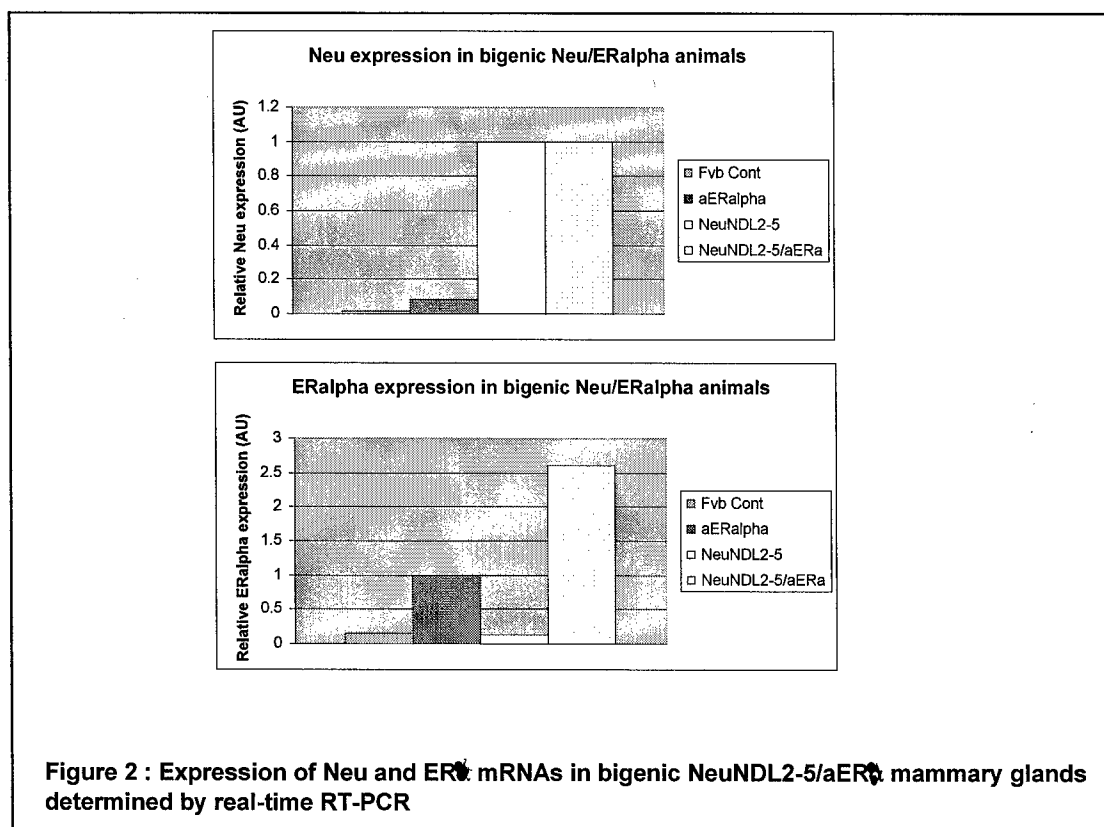 Neu expression in bigenic Neu/ERalpha animals
Relative Neu expression (AU)
1.2
1
0.8
0.6
0.4
0.2
0
Fvb Cont
aERalpha
NeuNDL2-5
NeuNDL2-5/aERa
ERalpha expression in bigenic Neu/ERalpha animals
Relative ERalpha expression (AU)
3
2.5
2
1.5
1
0.5
0
Fvb Cont
aERalpha
NeuNDL2-5
NeuNDL2-5/aERa
Figure 2 : Expression of Neu and ER mRNAs in bigenic NeuNDL2-5/aER mammary glands
determined by real-time RT-PCR